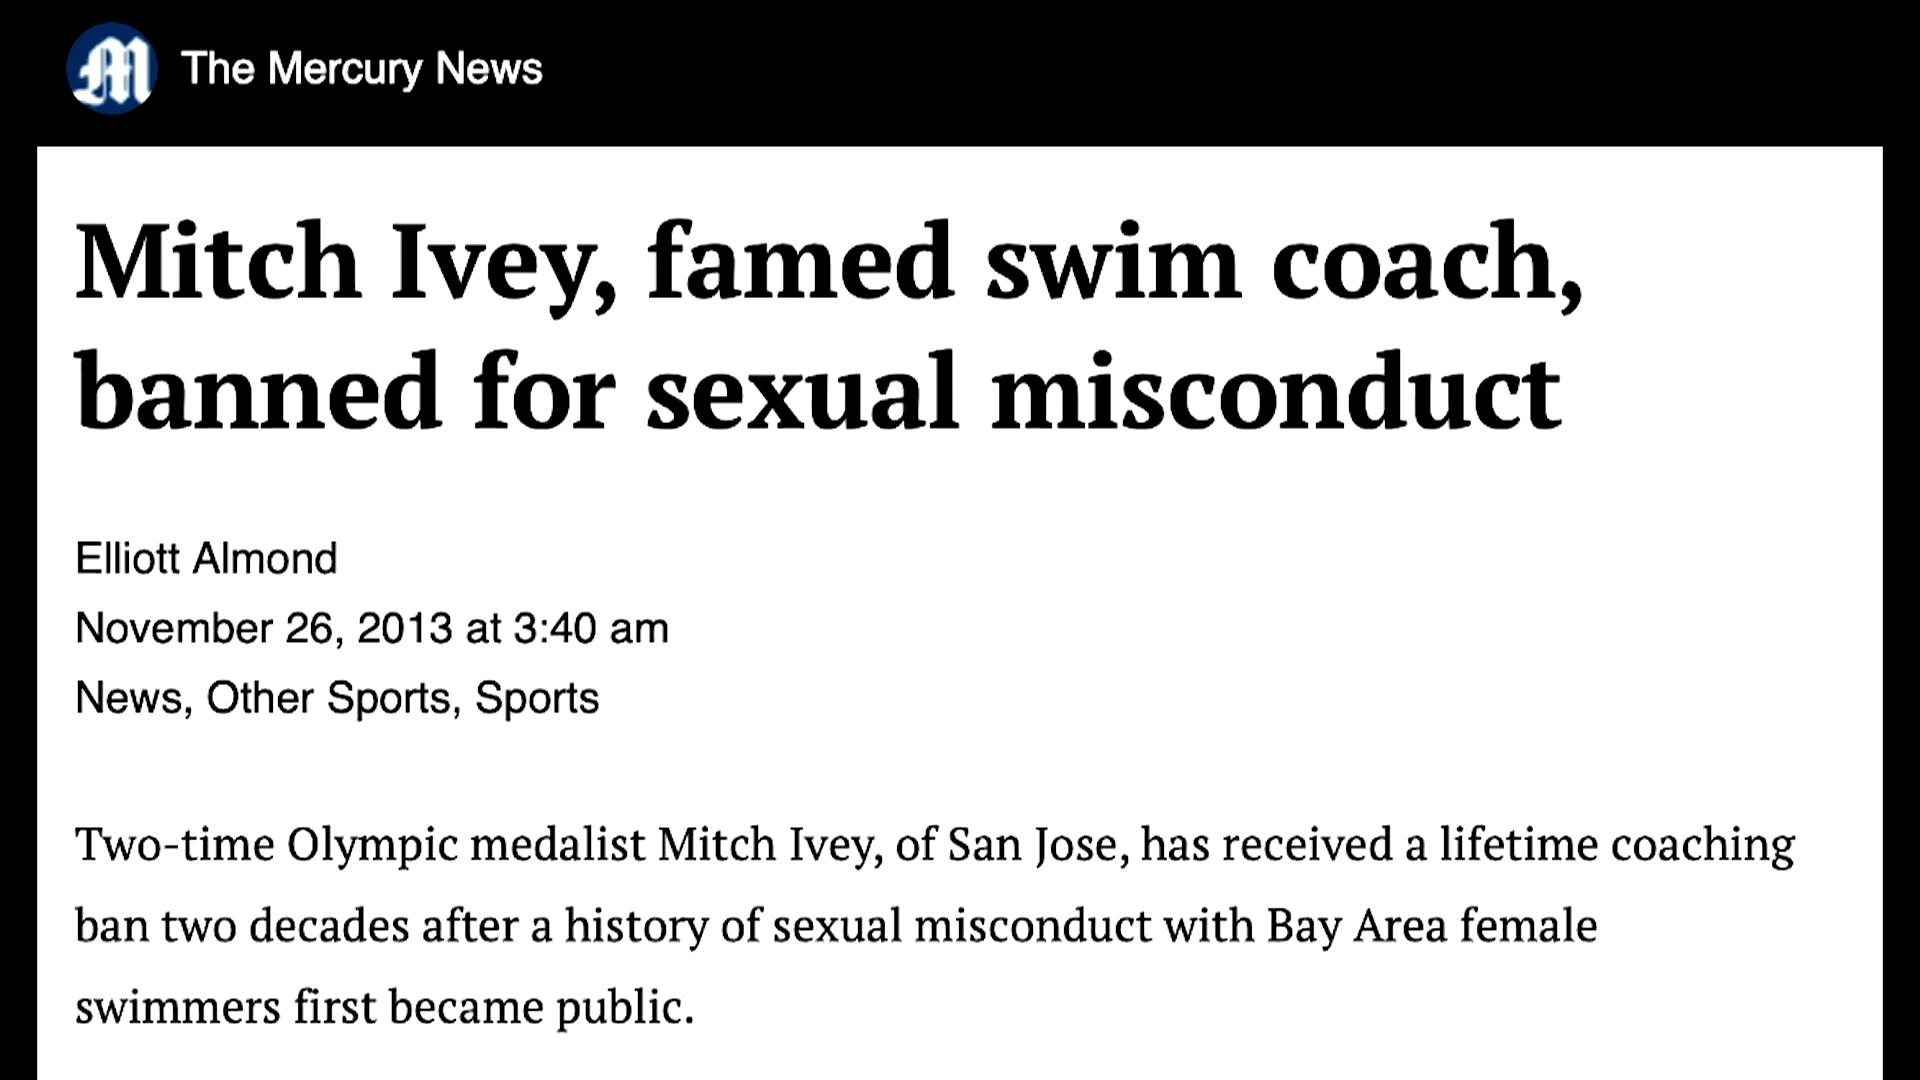 The Mercury News
Mitch Ivey, famed swim coach,
banned for sexual misconduct
Elliott Almond
November 26, 2013 at 3:40 am
News, Other Sports, Sports
Two-time Olympic medalist Mitch Ivey, of San Jose, has received a lifetime coaching
ban two decades after a history of sexual misconduct with Bay Area female
swimmers first became public.